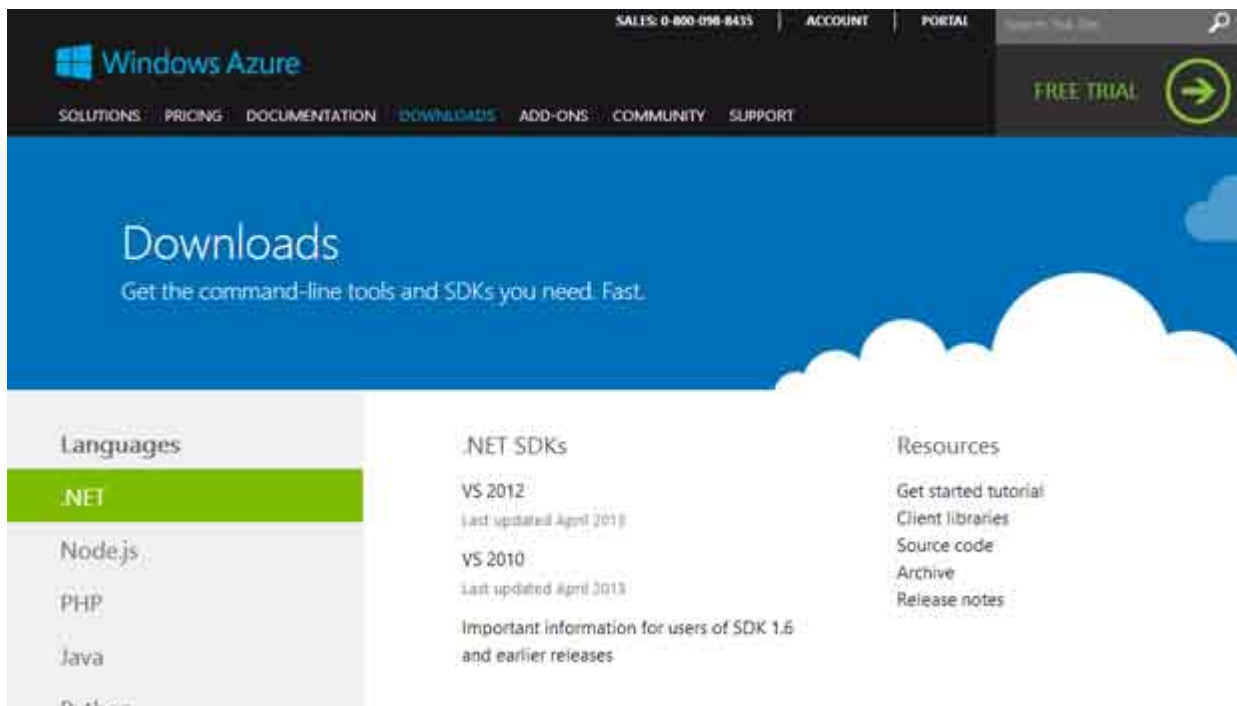 SALES: 0-800-098-8435 | ACCOUNT | PORTAL
Windows Azure
FREE TRIAL
SOLUTIONS PRICING DOCUMENTATION DOWNLOADS ADD-ONS COMMUNITY SUPPORT
Downloads
Get the command-line tools and SDKs you need. Fast.
Languages
.NET
Node.js
PHP
Java
Python
.NET SDKs
VS 2012
Last updated April 2013
VS 2010
Last updated April 2013
Important information for users of SDK 1.6
and earlier releases
Resources
Get started tutorial
Client libraries
Source code
Archive
Release notes